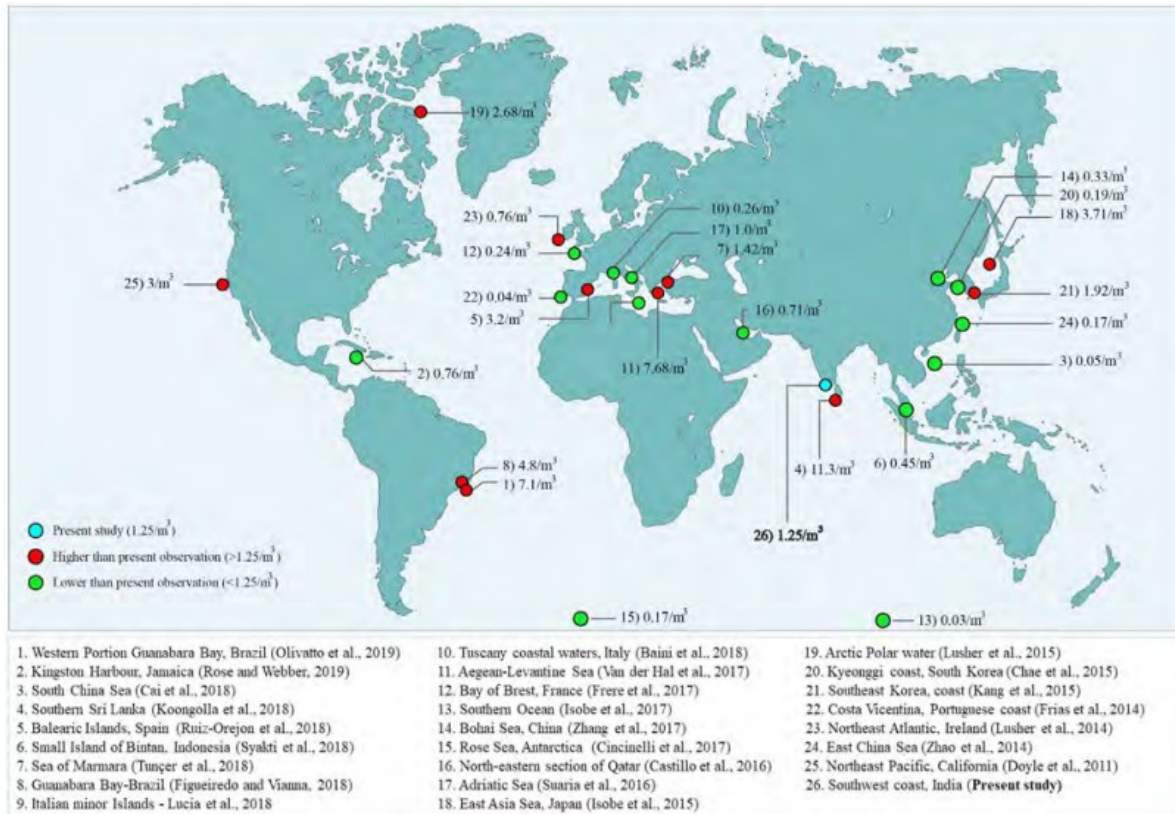 19) 2.68/m³
14) 0.33/m³
20) 0.19/m³
18) 3.71/m³
10) 0.26/m³
17) 1.0/m³
7) 1.42/m³
23) 0.76/m³
12) 0.24/m³
25) 3/m³
22) 0.04/m³
5) 3.2/m³
16) 0.71/m³
21) 1.92/m³
24) 0.17/m³
11) 7.68/m³
3) 0.05/m³
2) 0.76/m³
4) 11.3/m³
6) 0.45/m³
8) 4.8/m³
1) 7.1/m³
26) 1.25/m³
Present study (1.25/m³)
Higher than present observation (>1.25/m³)
Lower than present observation (<1.25/m³)
15) 0.17/m³
13) 0.03/m³
1. Western Portion Guanabara Bay, Brazil (Olivatto et al., 2019)
2. Kingston Harbour, Jamaica (Rose and Webber, 2019)
3. South China Sea (Cai et al., 2018)
4. Southern Sri Lanka (Koongolla et al., 2018)
5. Balearic Islands, Spain (Ruiz-Orejon et al., 2018)
6. Small Island of Bintan, Indonesia (Syakti et al., 2018)
7. Sea of Marmara (Tunçer et al., 2018)
8. Guanabara Bay-Brazil (Figueiredo and Vianna, 2018)
9. Italian minor Islands - Lucia et al., 2018
10. Tuscany coastal waters, Italy (Baini et al., 2018)
11. Aegean-Levantine Sea (Van der Hal et al., 2017)
12. Bay of Brest, France (Frere et al., 2017)
13. Southern Ocean (Isobe et al., 2017)
14. Bohai Sea, China (Zhang et al., 2017)
15. Rose Sea, Antarctica (Cincinelli et al., 2017)
16. North-eastern section of Qatar (Castillo et al., 2016)
17. Adriatic Sea (Suaria et al., 2016)
18. East Asia Sea, Japan (Isobe et al., 2015)
19. Arctic Polar water (Lusher et al., 2015)
20. Kyeonggi coast, South Korea (Chae et al., 2015)
21. Southeast Korea, coast (Kang et al., 2015)
22. Costa Vicentina, Portuguese coast (Frias et al., 2014)
23. Northeast Atlantic, Ireland (Lusher et al., 2014)
24. East China Sea (Zhao et al., 2014)
25. Northeast Pacific, California (Doyle et al., 2011)
26. Southwest coast, India (Present study)